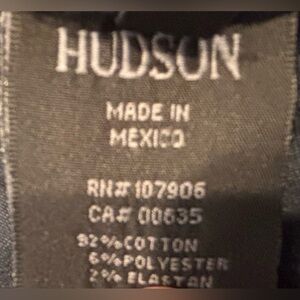 HUDSON
MADE IN
MEXICO
RN# 107906
CA# 00635
92% COTTON
6% POLYESTER
2% ELASTAN